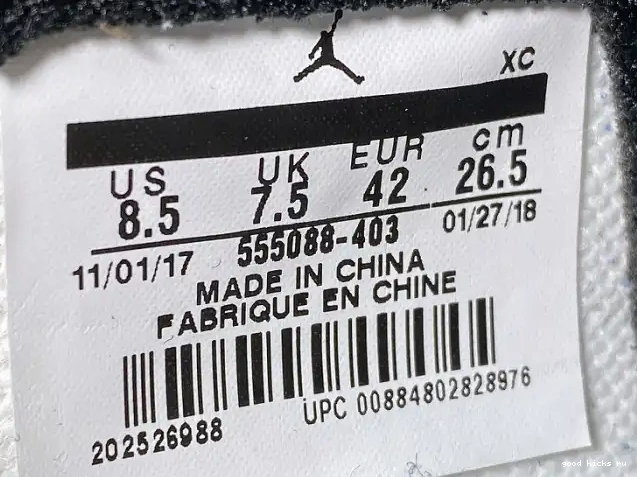 XC
US UK EUR cm
8.5 7.5 42 26.5
11/01/17 555088-403 01/27/18
MADE IN CHINA
FABRIQUE EN CHINE
202526988 UPC 00884802828976
good kicks ru